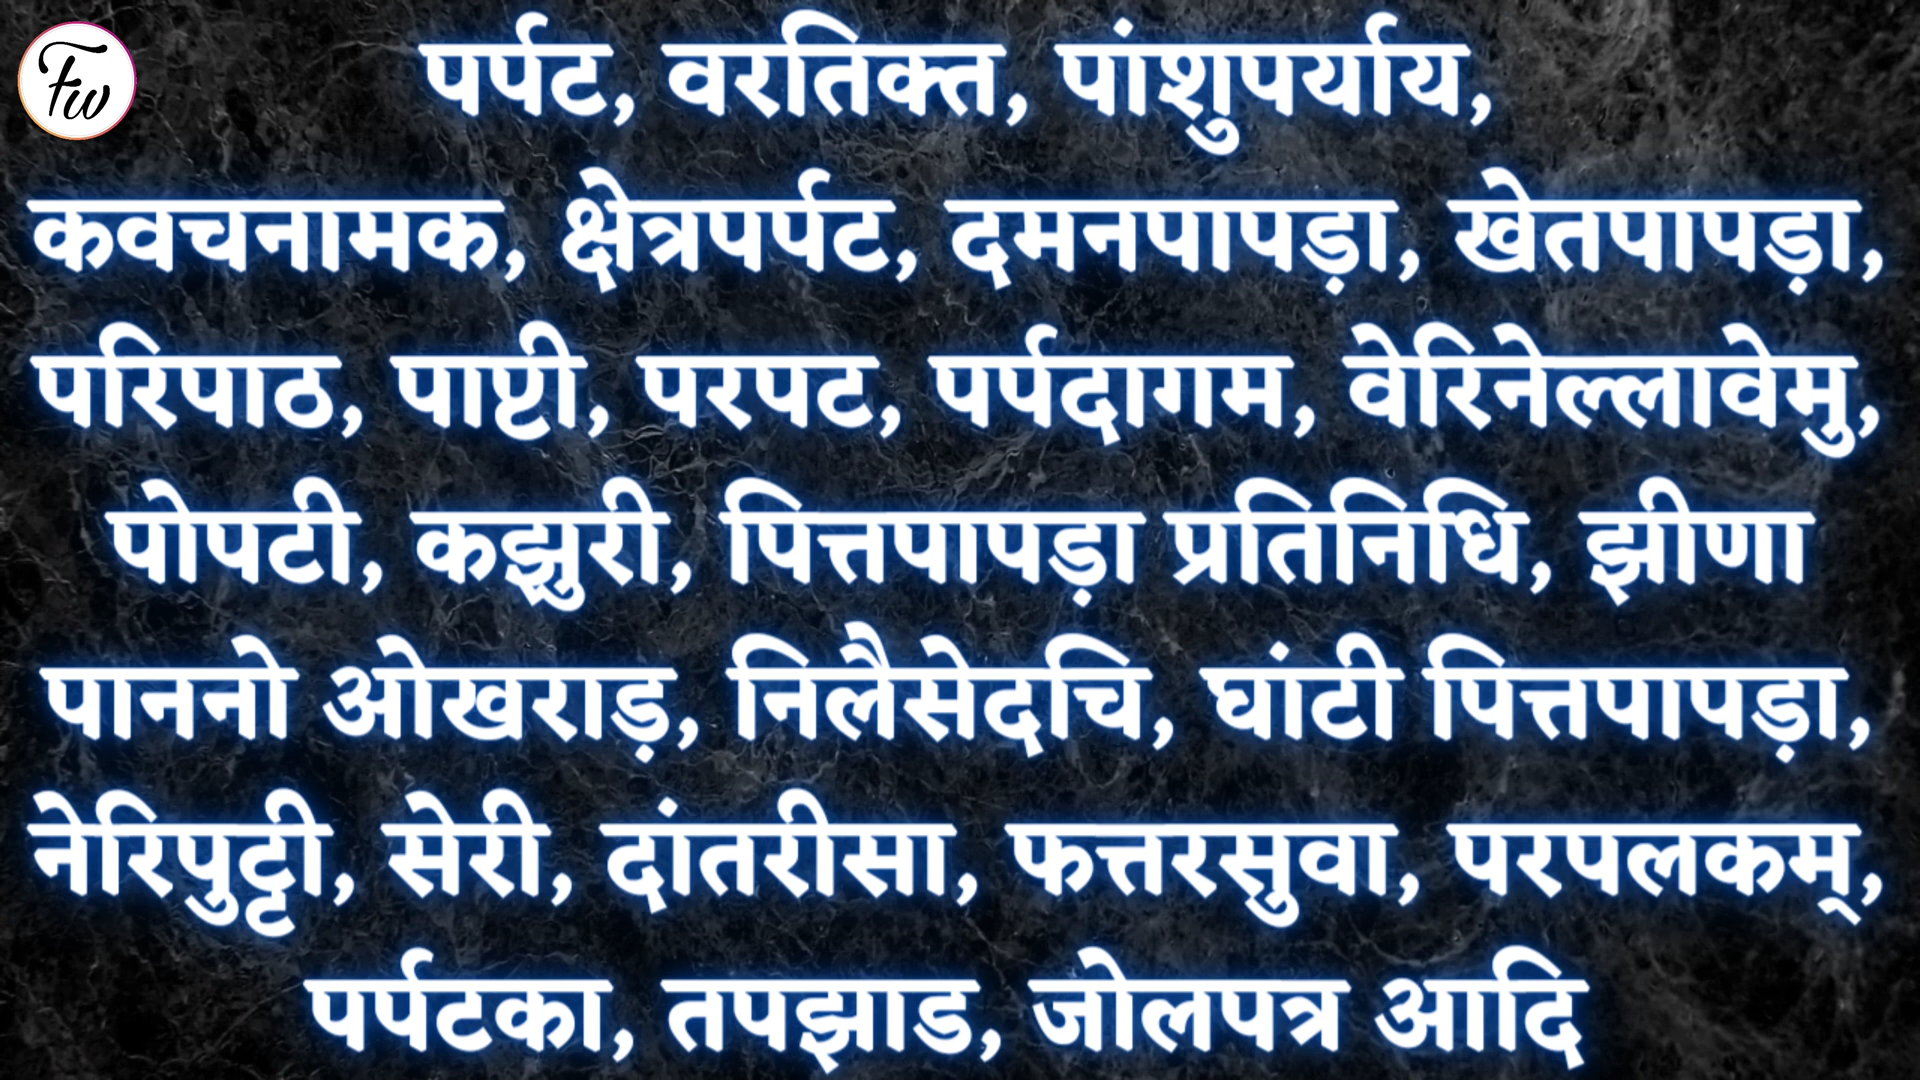 Fw
पर्पट, वरतिक्त, पांशुपर्याय,
कवचनामक, क्षेत्रपर्पट, दमनपापड़ा, खेतपापड़ा,
परिपाठ, पाप्टी, परपट, पर्पदागम, वेरिनेल्लावेमु,
पोपटी, कझुरी, पित्तपापड़ा प्रतिनिधि, झीणा
पाननो ओखराड़, निलैसेदचि, घांटी पित्तपापड़ा,
नेरिपुट्टी, सेरी, दांतरीसा, फत्तरसुवा, परपलकम्,
पर्पटका, तपझाड, जोलपत्र आदि